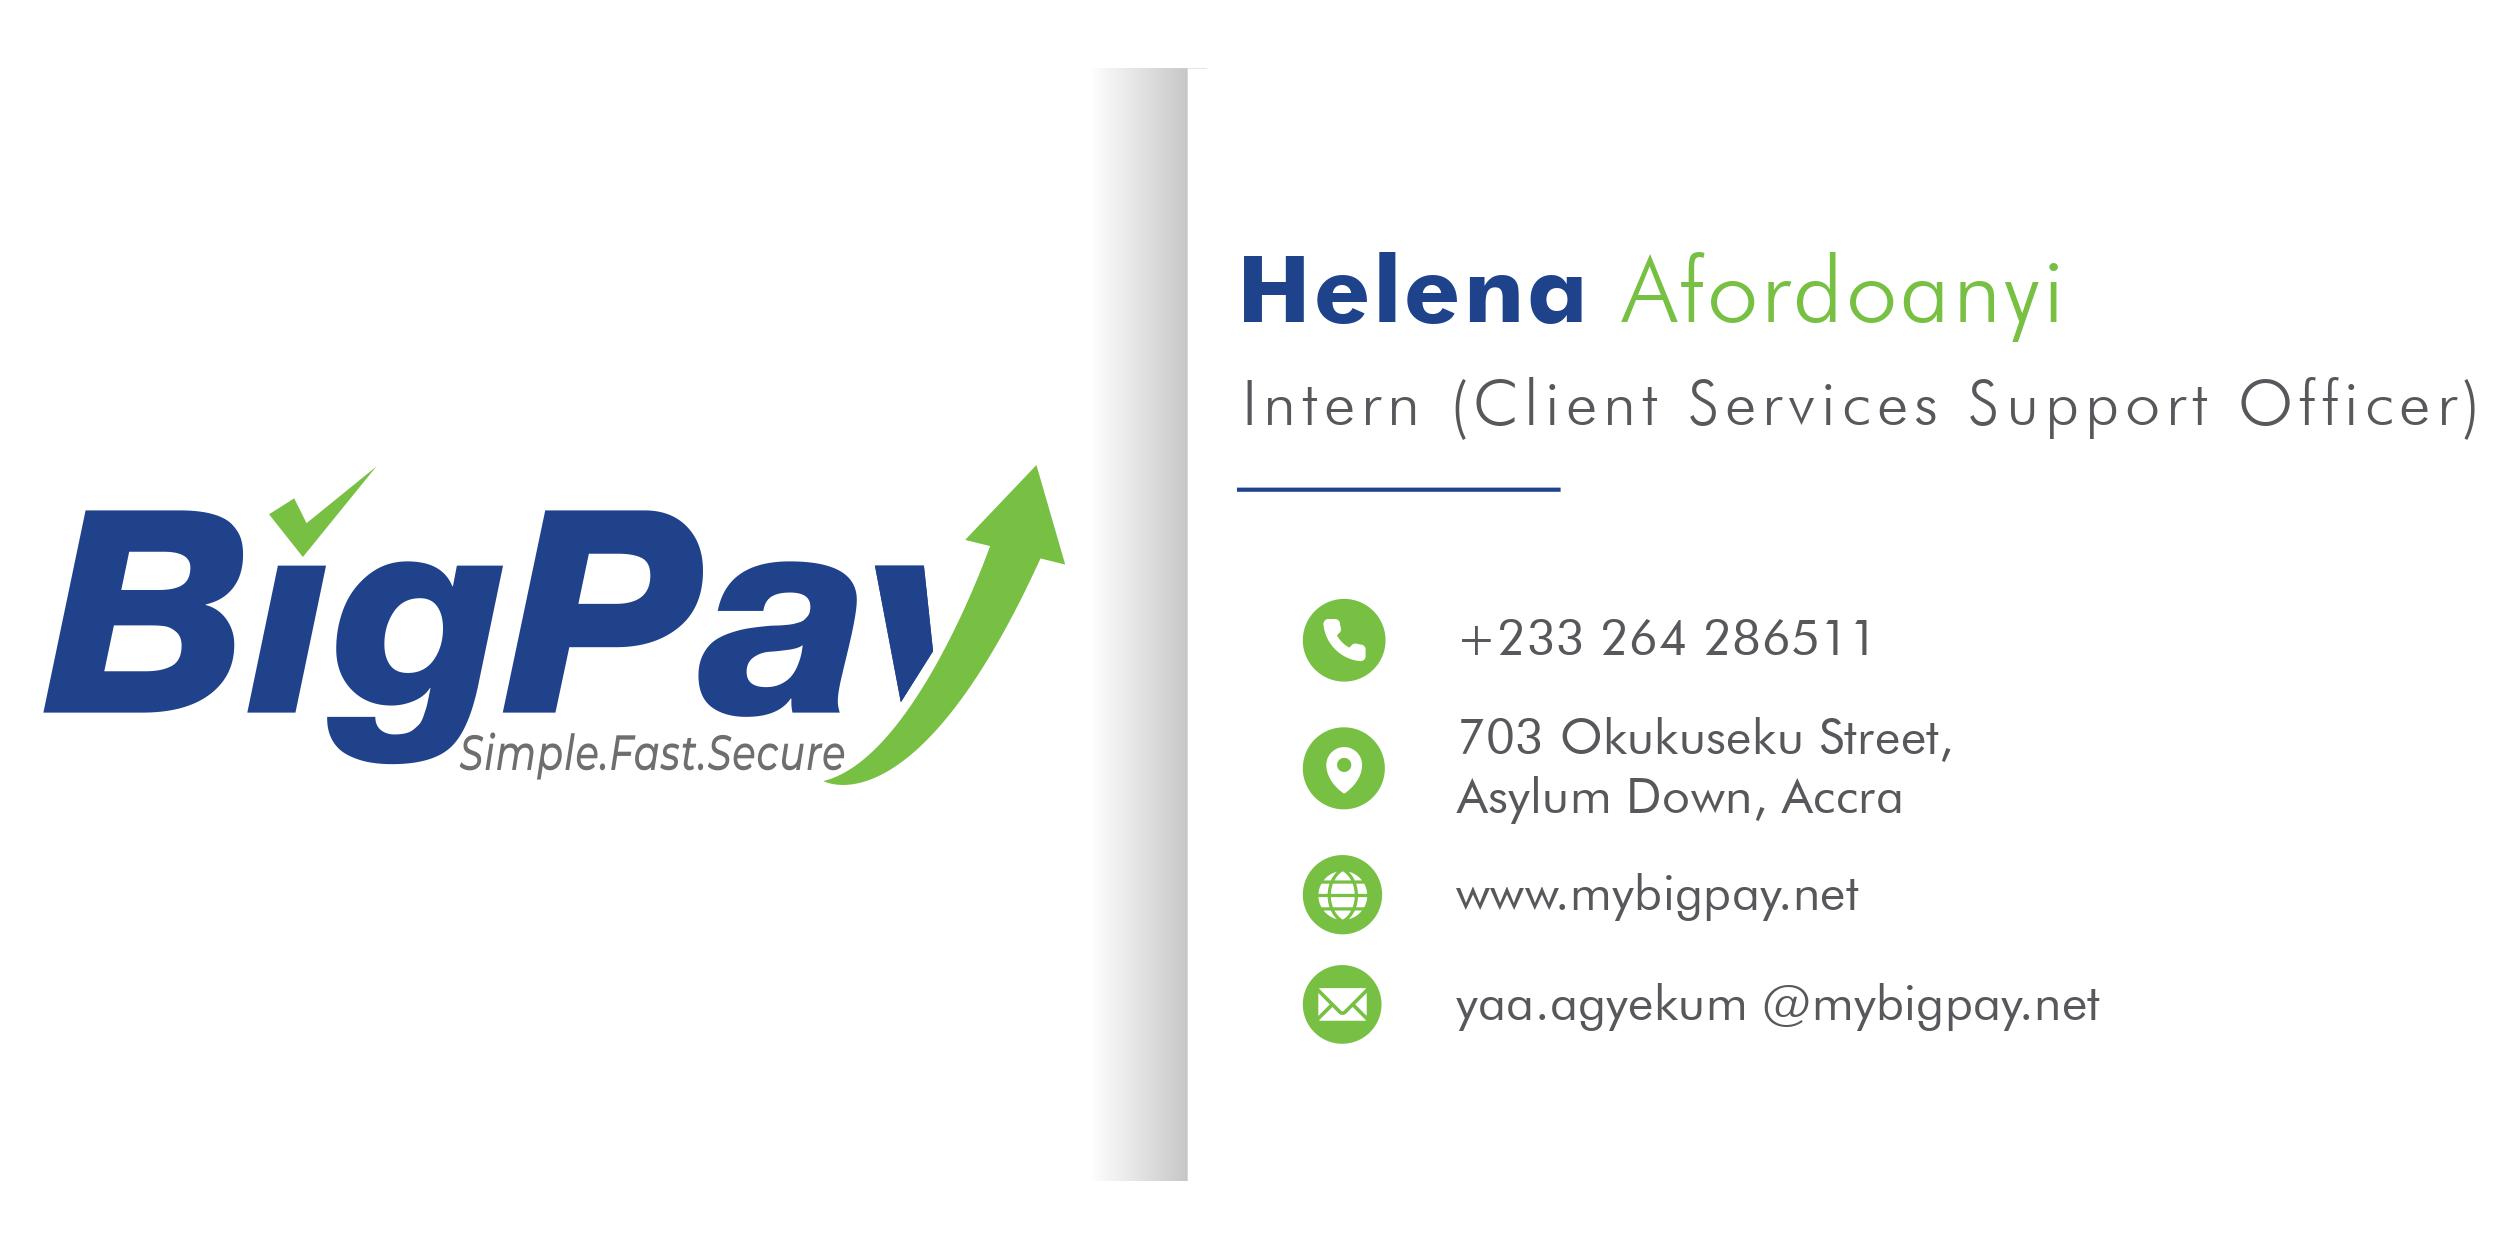 BigPay
Simple.Fast.Secure
Helena Afordoanyi
Intern (Client Services Support Officer)
+233 264 286511
703 Okukuseku Street,
Asylum Down, Accra
www.mybigpay.net
yaa.agyekum @mybigpay.net